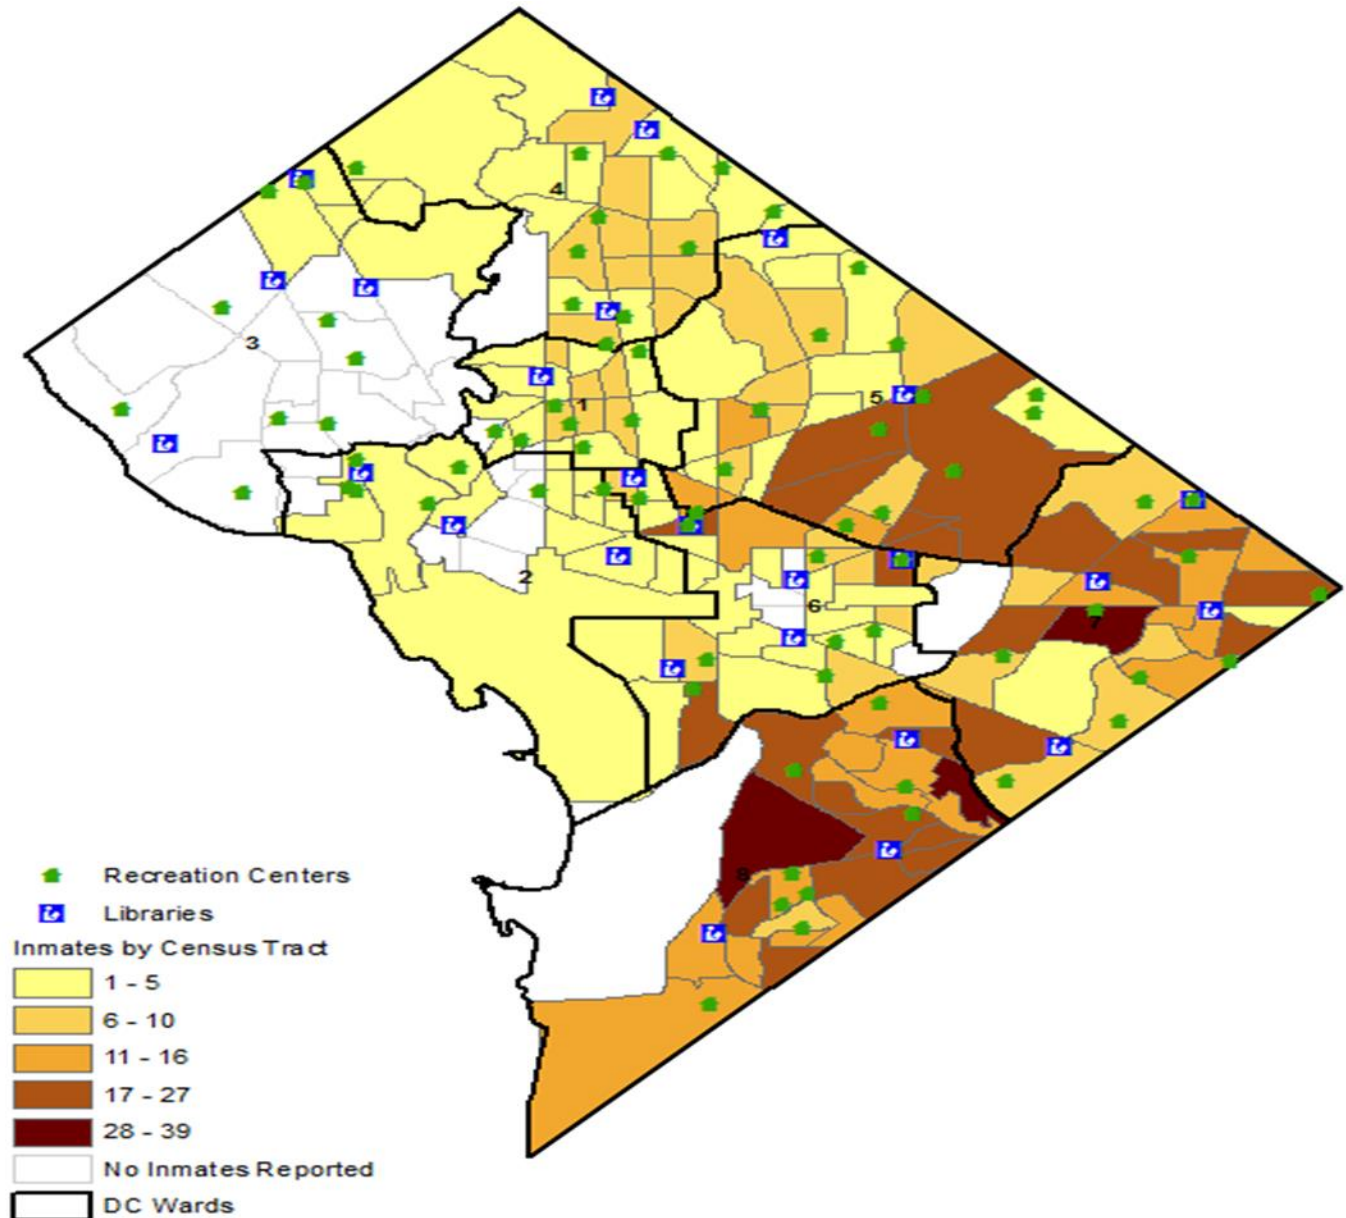 4
3
1
5
2
6
7
8
Recreation Centers
Libraries
Inmates by Census Tract
1 - 5
6 - 10
11 - 16
17 - 27
28 - 39
No Inmates Reported
DC Wards